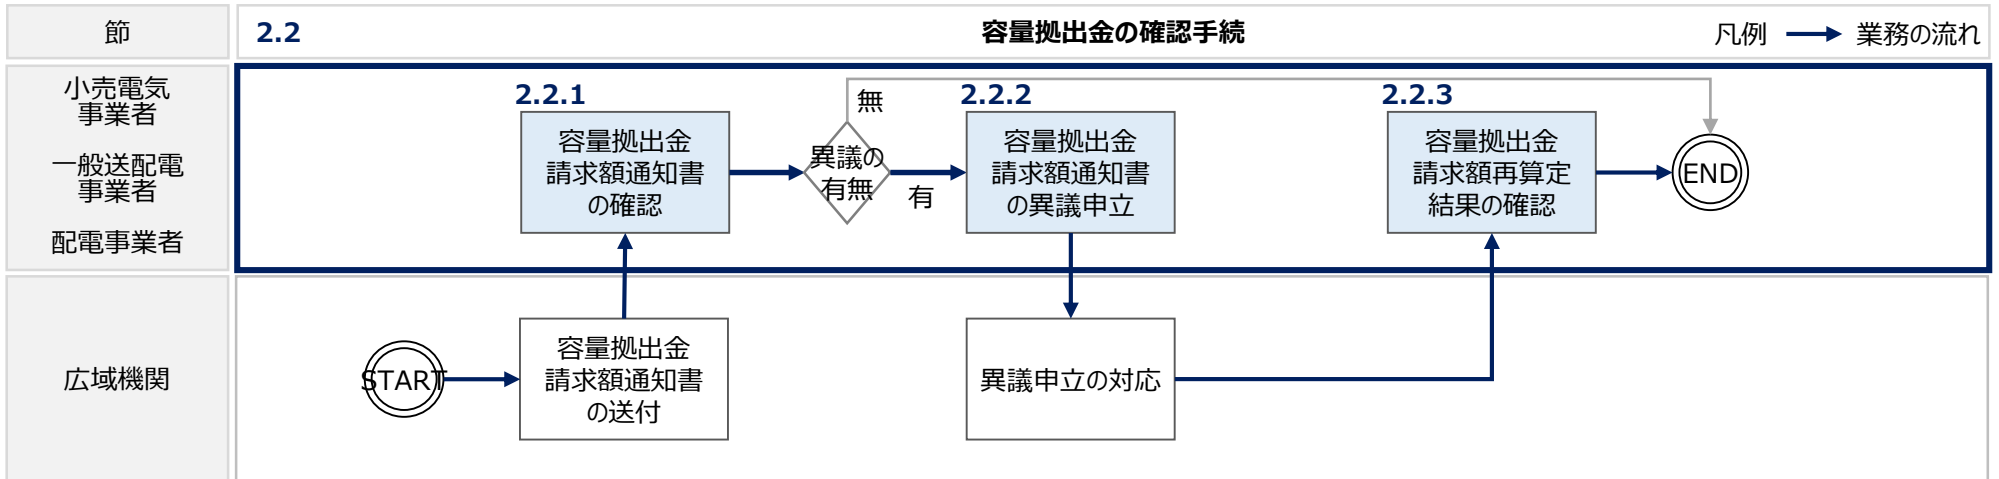 節
2.2
容量拠出金の確認手続
凡例
業務の流れ
小売電気
事業者
一般送配電
事業者
配電事業者
2.2.1
容量拠出金
請求額通知書
の確認
異議の
有無
無
有
2.2.2
容量拠出金
請求額通知書
の異議申立
2.2.3
容量拠出金
請求額再算定
結果の確認
END
広域機関
START
容量拠出金
請求額通知書
の送付
異議申立の対応